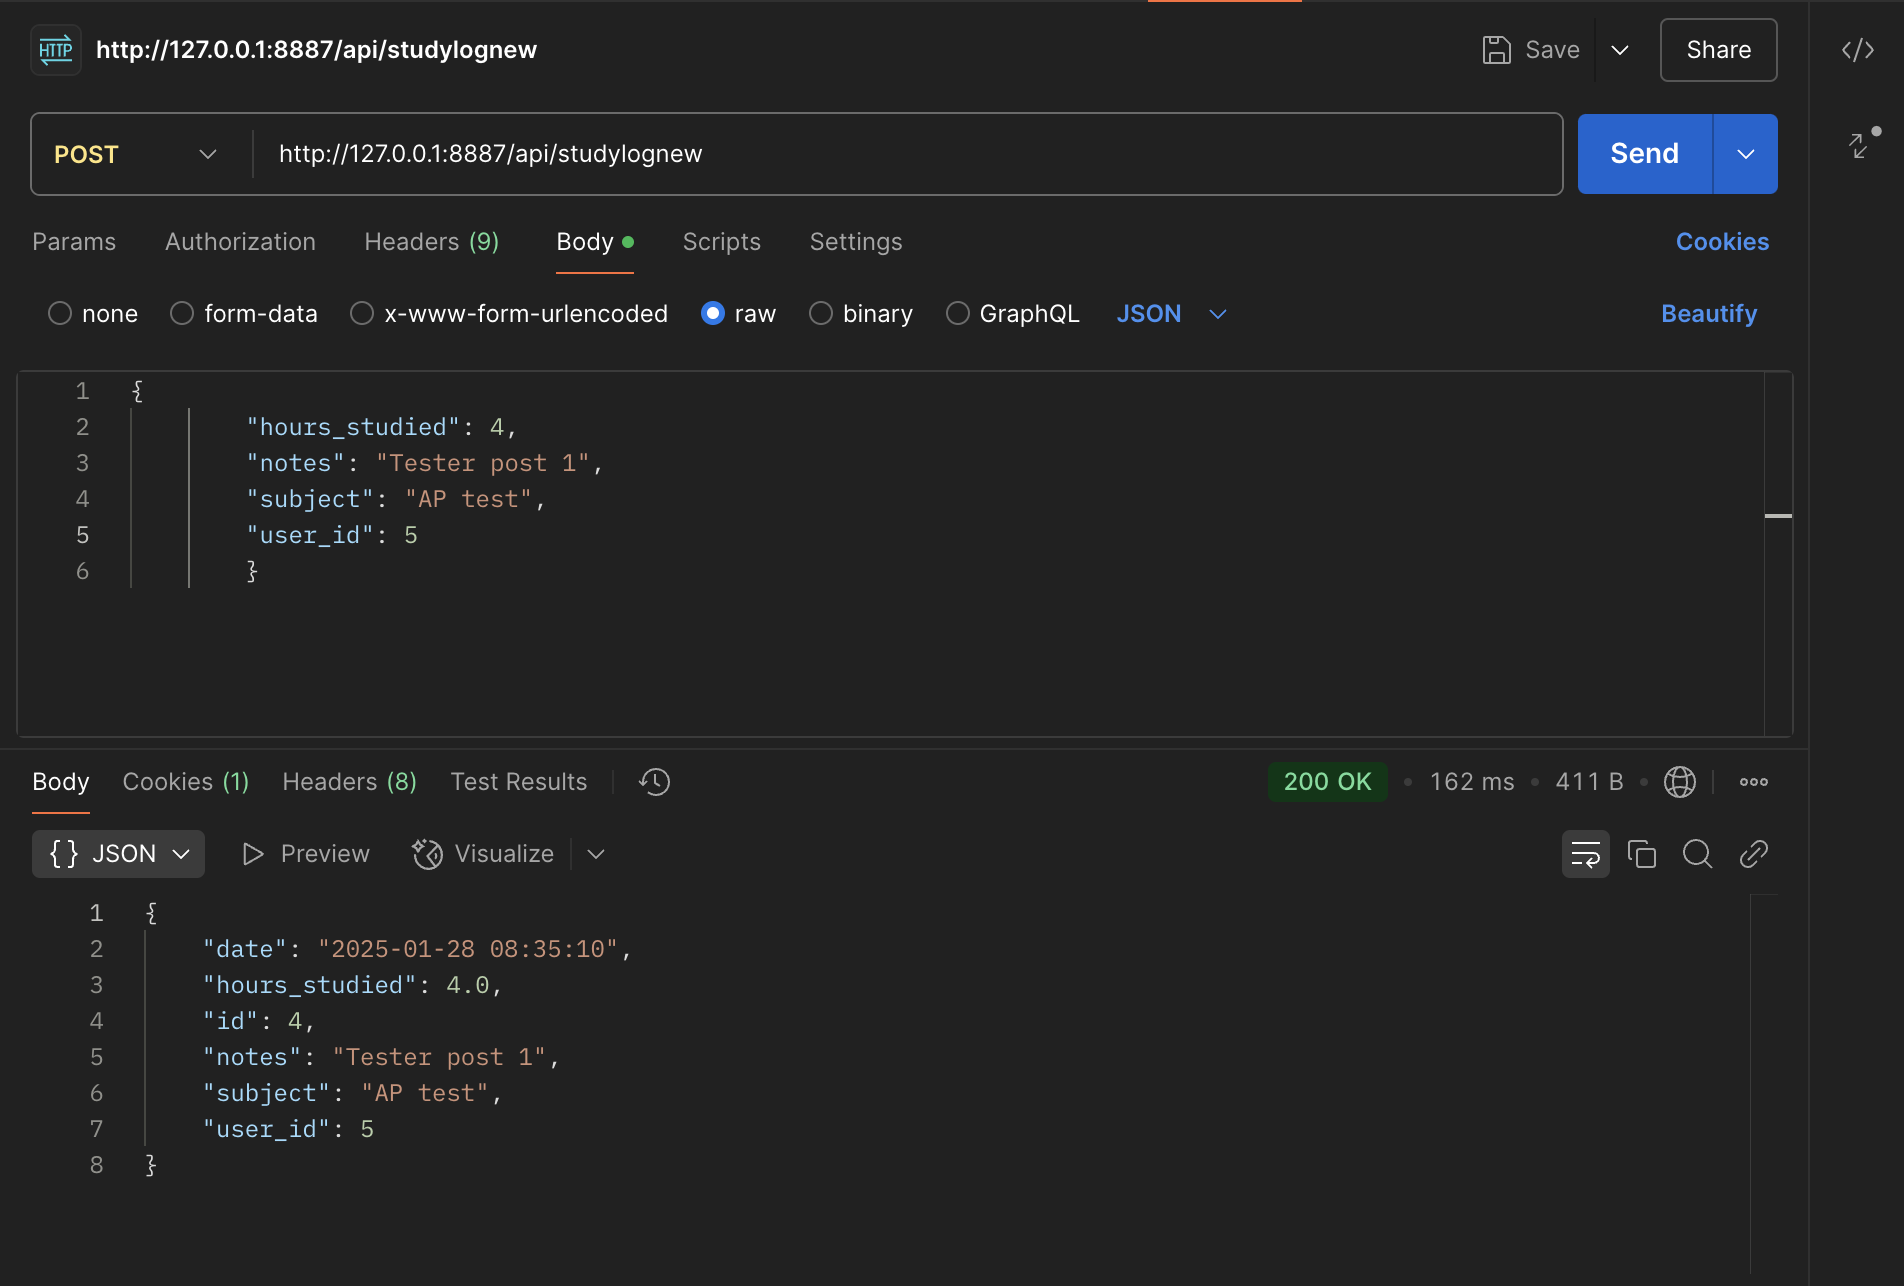 HTTP http://127.0.0.1:8887/api/studylognew Save Share
POST http://127.0.0.1:8887/api/studylognew Send
Params Authorization Headers (9) Body Scripts Settings Cookies
none form-data x-www-form-urlencoded raw binary GraphQL JSON Beautify
1 {
2 "hours_studied": 4,
3 "notes": "Tester post 1",
4 "subject": "AP test",
5 "user_id": 5
6 }
Body Cookies (1) Headers (8) Test Results 200 OK • 162 ms • 411 B •
{} JSON Preview Visualize
1 {
2 "date": "2025-01-28 08:35:10",
3 "hours_studied": 4.0,
4 "id": 4,
5 "notes": "Tester post 1",
6 "subject": "AP test",
7 "user_id": 5
8 }